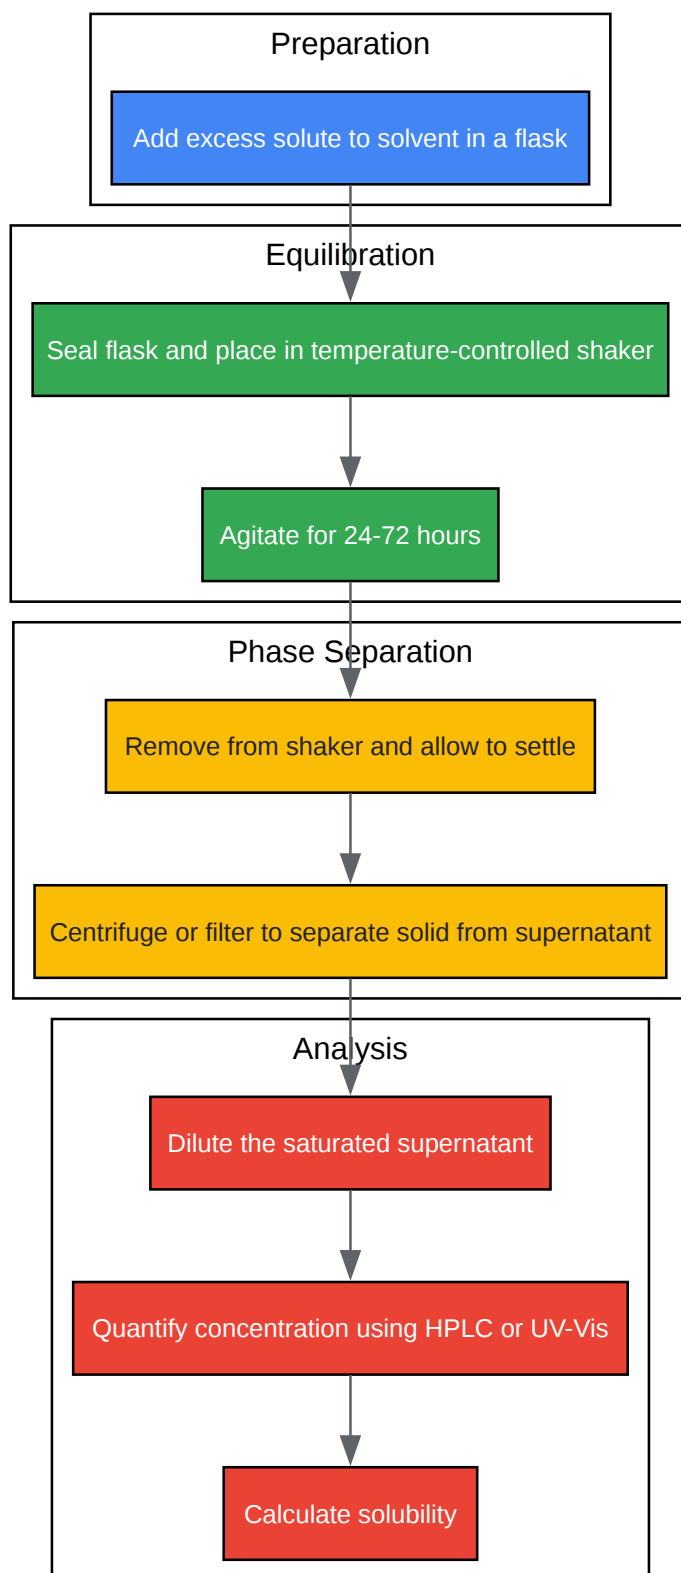 Preparation
Add excess solute to solvent in a flask
Equilibration
Seal flask and place in temperature-controlled shaker
Agitate for 24-72 hours
Phase Separation
Remove from shaker and allow to settle
Centrifuge or filter to separate solid from supernatant
Analysis
Dilute the saturated supernatant
Quantify concentration using HPLC or UV-Vis
Calculate solubility